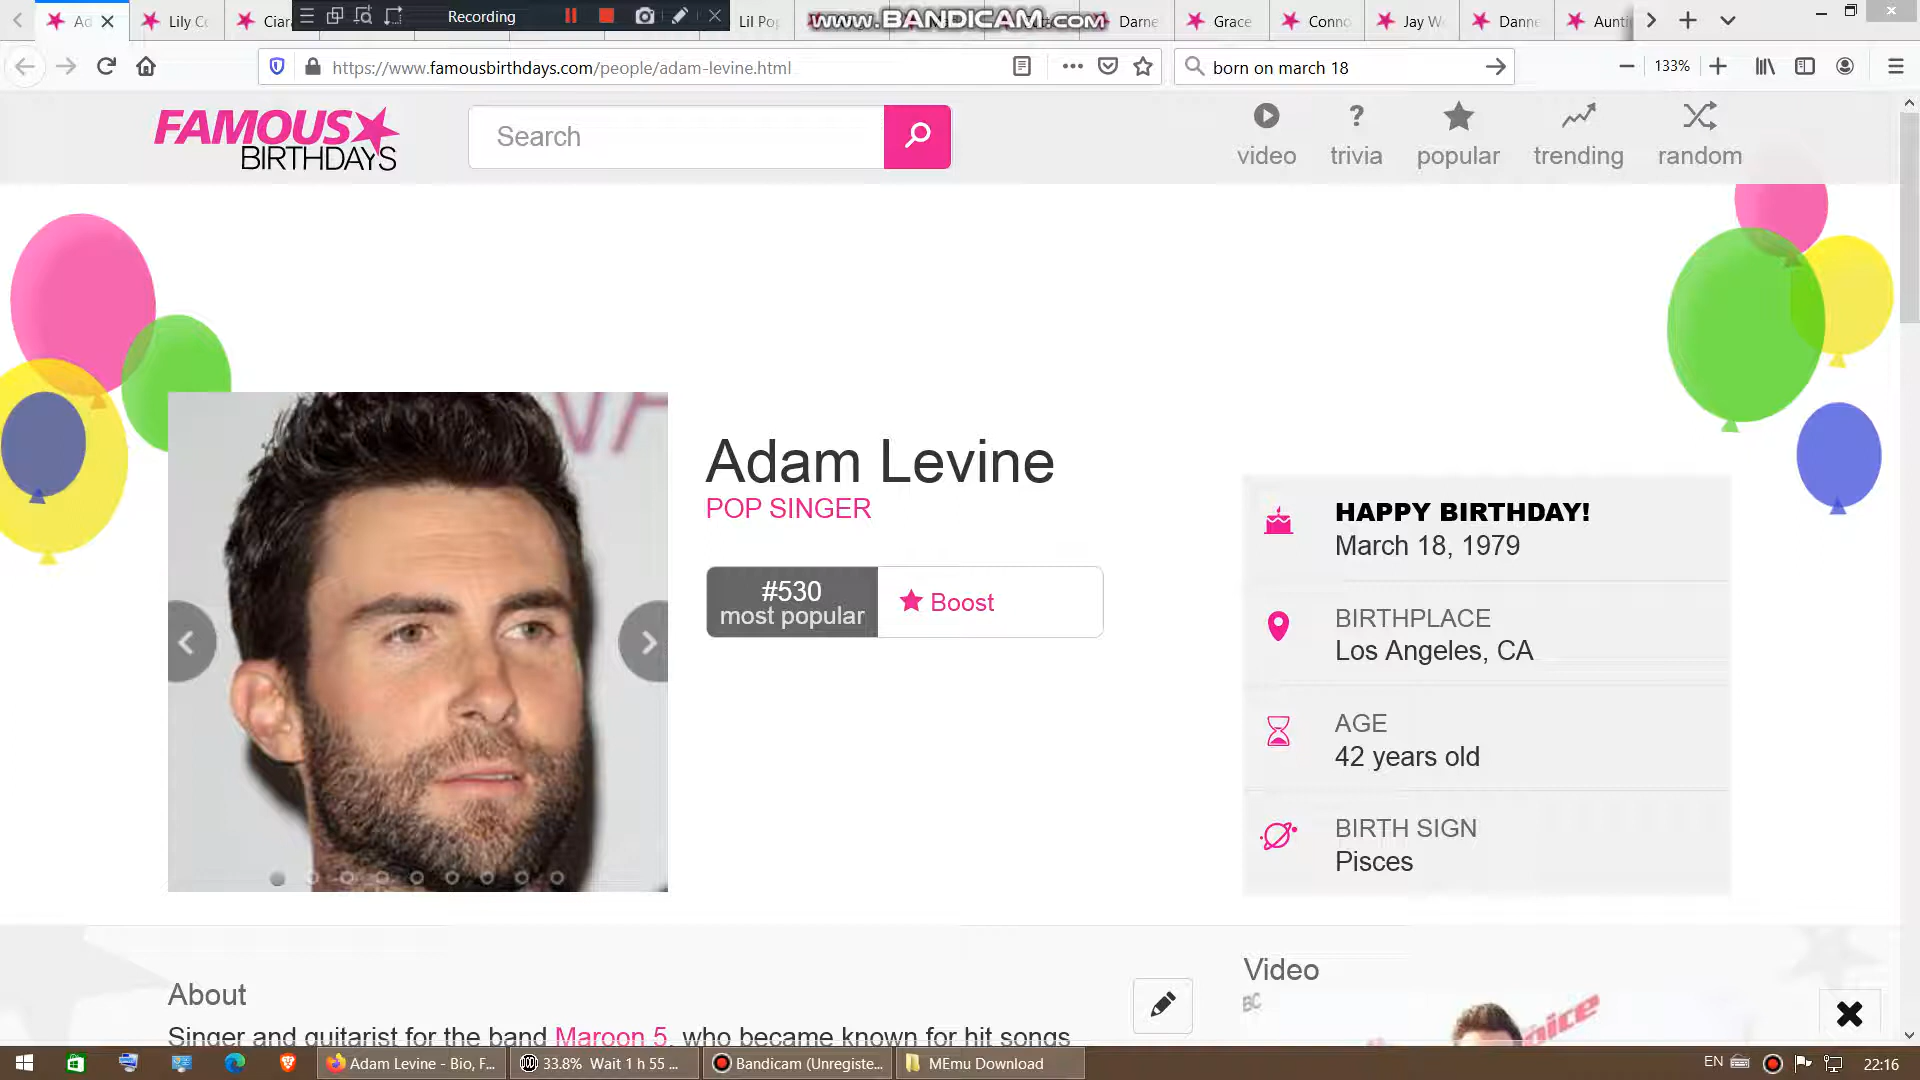 Ad
Lily C
Ciar
Recording
Lil Pop
www.BANDICAM.com
Darne
Grace
Conno
Jay W
Danne
Aunti
https://www.famousbirthdays.com/people/adam-levine.html
born on march 18
133%
FAMOUS
BIRTHDAYS
Search
video
?
trivia
popular
trending
random
Adam Levine
POP SINGER
#530
most popular
Boost
HAPPY BIRTHDAY!
March 18, 1979
BIRTHPLACE
Los Angeles, CA
AGE
42 years old
BIRTH SIGN
Pisces
About
Singer and guitarist for the band Maroon 5, who became known for hit songs
Video
Adam Levine - Bio, F...
33.8% Wait 1 h 55 ...
Bandicam (Unregiste...
MEmu Download
EN
22:16